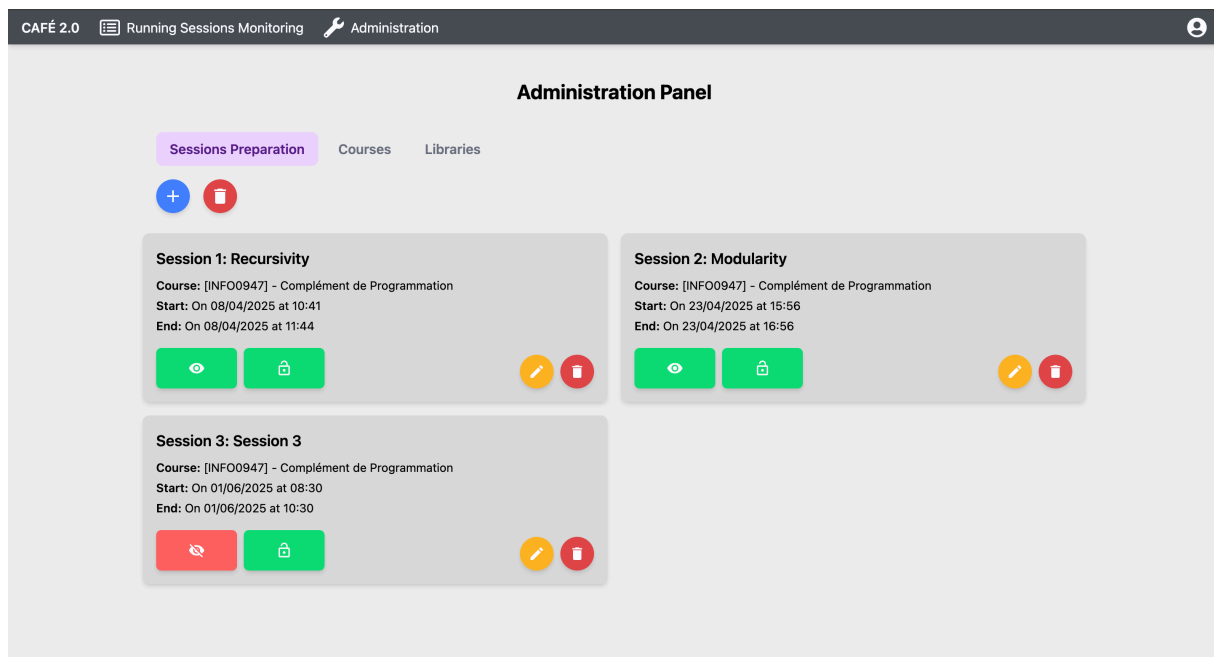 CAFÉ 2.0 Running Sessions Monitoring Administration
Administration Panel
Sessions Preparation Courses Libraries
Session 1: Recursivity
Course: [INFO0947] - Complément de Programmation
Start: On 08/04/2025 at 10:41
End: On 08/04/2025 at 11:44
Session 2: Modularity
Course: [INFO0947] - Complément de Programmation
Start: On 23/04/2025 at 15:56
End: On 23/04/2025 at 16:56
Session 3: Session 3
Course: [INFO0947] - Complément de Programmation
Start: On 01/06/2025 at 08:30
End: On 01/06/2025 at 10:30